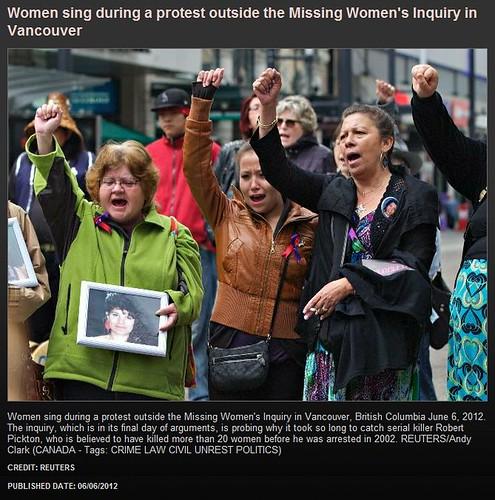 Women sing during a protest outside the Missing Women's Inquiry in
Vancouver
Women sing during a protest outside the Missing Women's Inquiry in Vancouver, British Columbia June 6, 2012.
The inquiry, which is in its final day of arguments, is probing why it took so long to catch serial killer Robert
Pickton, who is believed to have killed more than 20 women before he was arrested in 2002. REUTERS/Andy
Clark (CANADA - Tags: CRIME LAW CIVIL UNREST POLITICS)
CREDIT: REUTERS
PUBLISHED DATE: 06/06/2012